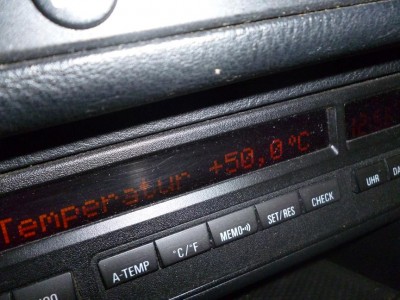 Temperatur +50,0°C
A-TEMP
°C/°F
MEMO
SET/RES
CHECK
UHR